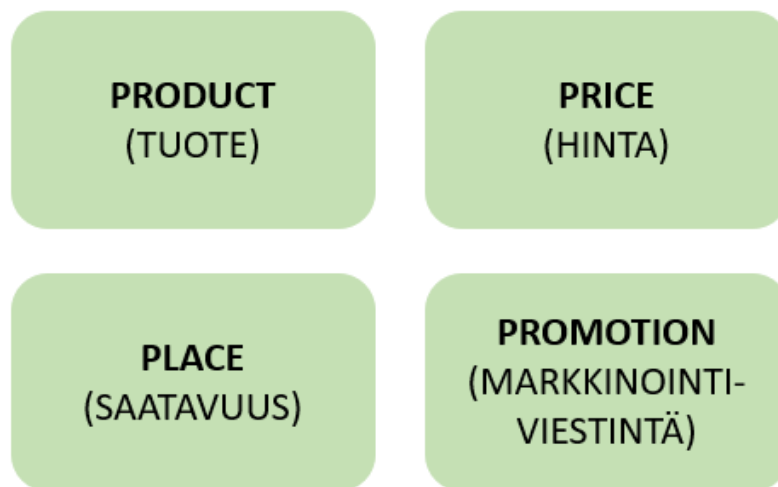 PRODUCT
(TUOTE)
PRICE
(HINTA)
PLACE
(SAATAVUUS)
PROMOTION
(MARKKINOINTI-
VIESTINTÄ)